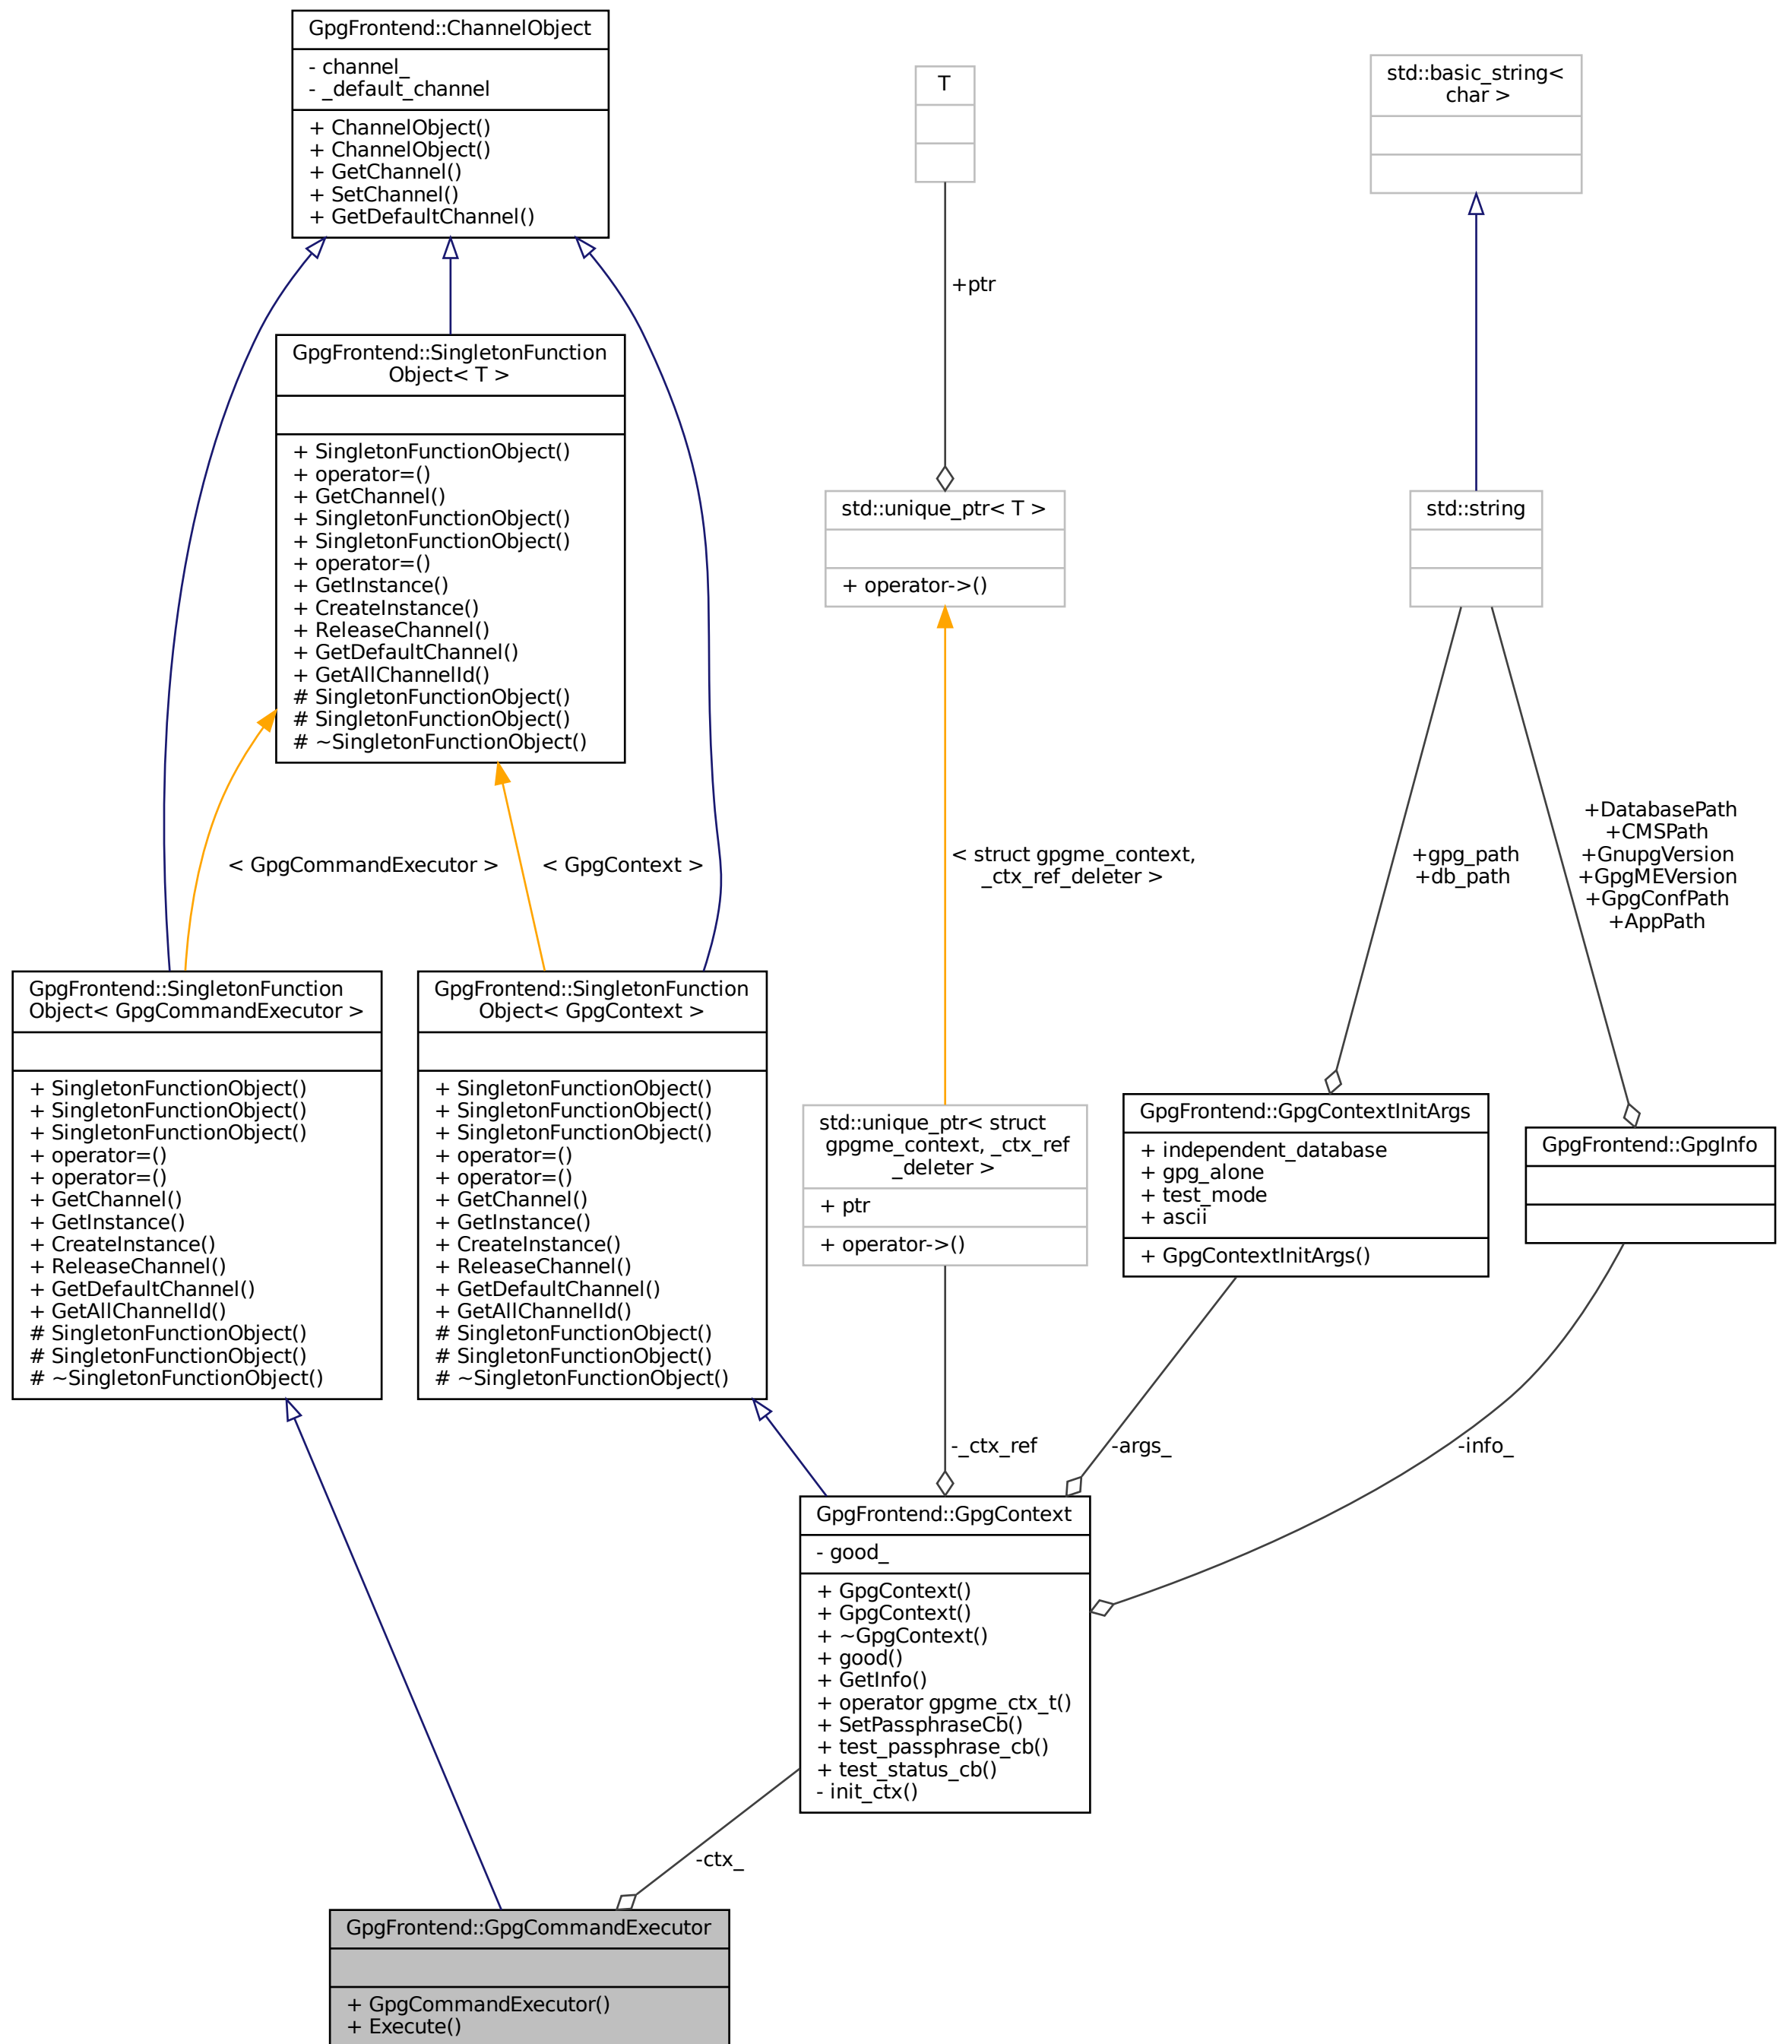 GpgFrontend::ChannelObject
- channel_
- _default_channel
+ ChannelObject()
+ ChannelObject()
+ GetChannel()
+ SetChannel()
+ GetDefaultChannel()
T
std::basic_string<
char >
+ptr
GpgFrontend::SingletonFunction
Object< T >
+ SingletonFunctionObject()
+ operator=()
+ GetChannel()
+ SingletonFunctionObject()
+ SingletonFunctionObject()
+ operator=()
+ GetInstance()
+ CreateInstance()
+ ReleaseChannel()
+ GetDefaultChannel()
+ GetAllChannelId()
# SingletonFunctionObject()
# SingletonFunctionObject()
# ~SingletonFunctionObject()
std::unique_ptr< T >
+ operator->()
std::string
< GpgCommandExecutor >
< GpgContext >
< struct gpgme_context,
_ctx_ref_deleter >
+gpg_path
+db_path
+DatabasePath
+CMSPath
+GnupgVersion
+GpgMEVersion
+GpgConfPath
+AppPath
GpgFrontend::SingletonFunction
Object< GpgCommandExecutor >
+ SingletonFunctionObject()
+ SingletonFunctionObject()
+ SingletonFunctionObject()
+ operator=()
+ operator=()
+ GetChannel()
+ GetInstance()
+ CreateInstance()
+ ReleaseChannel()
+ GetDefaultChannel()
+ GetAllChannelId()
# SingletonFunctionObject()
# SingletonFunctionObject()
# ~SingletonFunctionObject()
GpgFrontend::SingletonFunction
Object< GpgContext >
+ SingletonFunctionObject()
+ SingletonFunctionObject()
+ SingletonFunctionObject()
+ operator=()
+ operator=()
+ GetChannel()
+ GetInstance()
+ CreateInstance()
+ ReleaseChannel()
+ GetDefaultChannel()
+ GetAllChannelId()
# SingletonFunctionObject()
# SingletonFunctionObject()
# ~SingletonFunctionObject()
std::unique_ptr< struct
gpgme_context, _ctx_ref
_deleter >
+ ptr
+ operator->()
GpgFrontend::GpgContextInitArgs
+ independent_database
+ gpg_alone
+ test_mode
+ ascii
+ GpgContextInitArgs()
GpgFrontend::GpgInfo
-_ctx_ref
-args_
-info_
GpgFrontend::GpgContext
- good_
+ GpgContext()
+ GpgContext()
+ ~GpgContext()
+ good()
+ GetInfo()
+ operator gpgme_ctx_t()
+ SetPassphraseCb()
+ test_passphrase_cb()
+ test_status_cb()
- init_ctx()
-ctx_
GpgFrontend::GpgCommandExecutor
+ GpgCommandExecutor()
+ Execute()